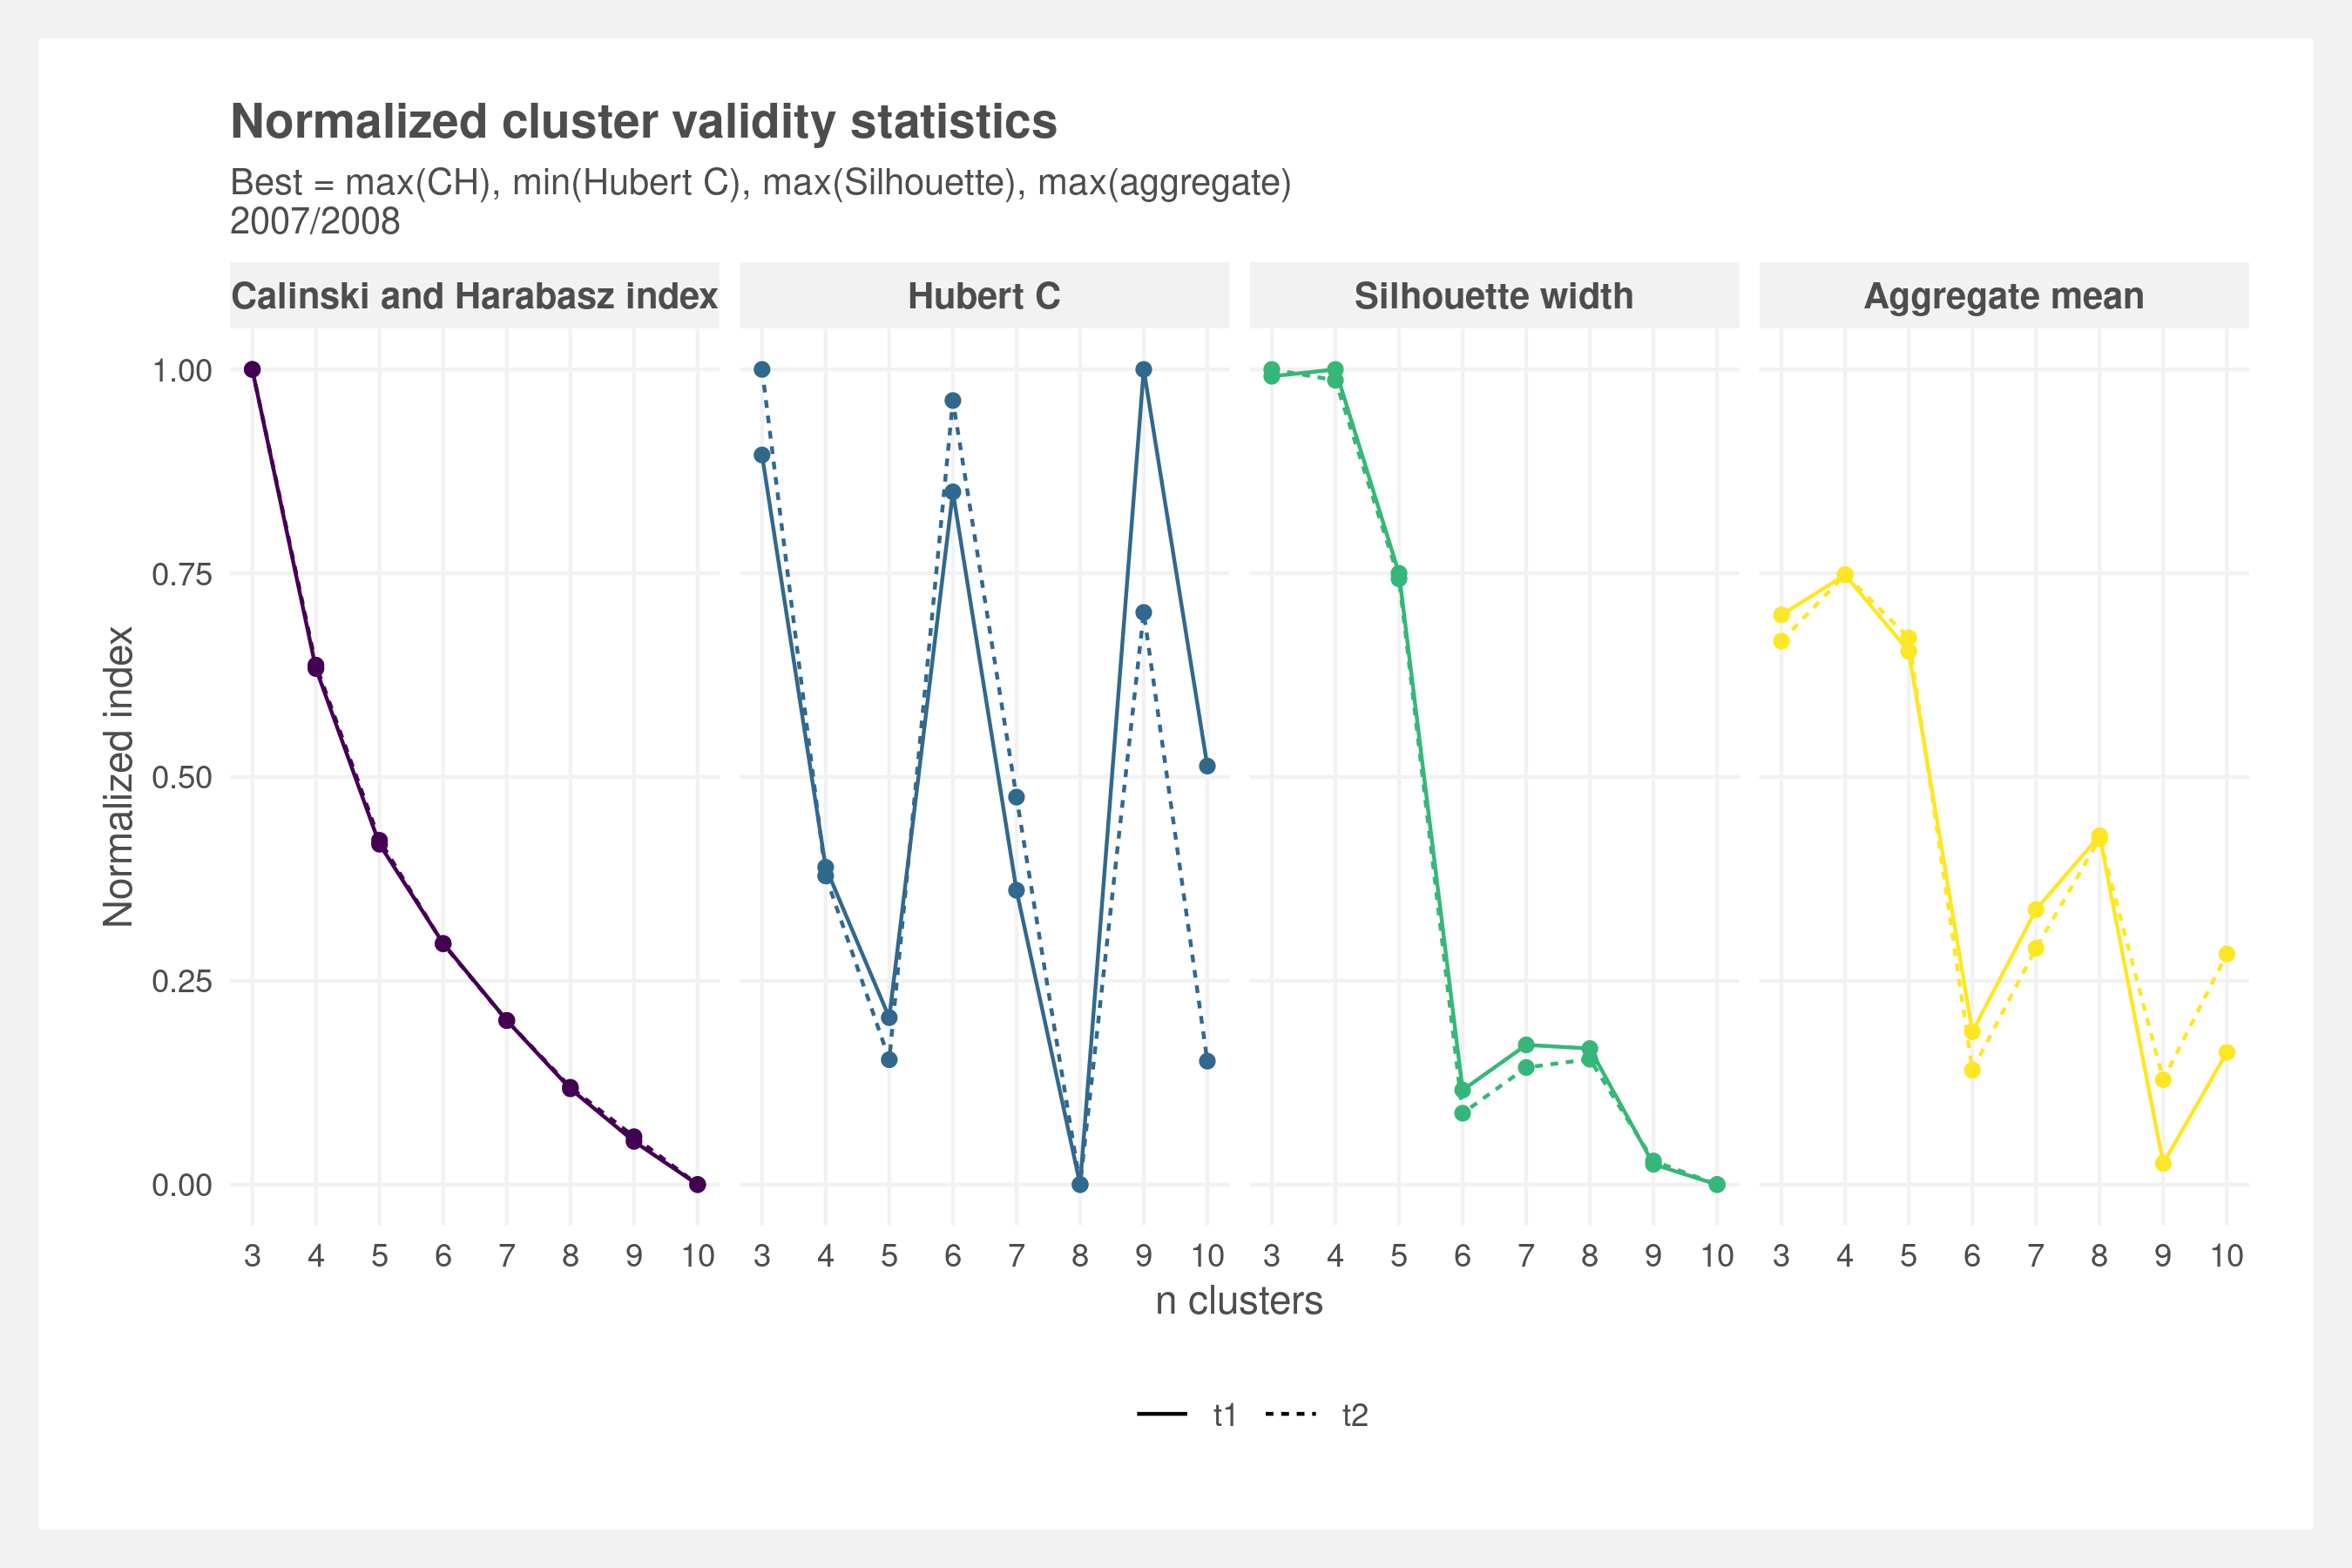 Normalized cluster validity statistics
Best = max(CH), min(Hubert C), max(Silhouette), max(aggregate)
2007/2008
Calinski and Harabasz index Hubert C Silhouette width Aggregate mean
Normalized index
1.00
0.75
0.50
0.25
0.00
3 4 5 6 7 8 9 10 3 4 5 6 7 8 9 10 3 4 5 6 7 8 9 10 3 4 5 6 7 8 9 10
n clusters
t1 t2